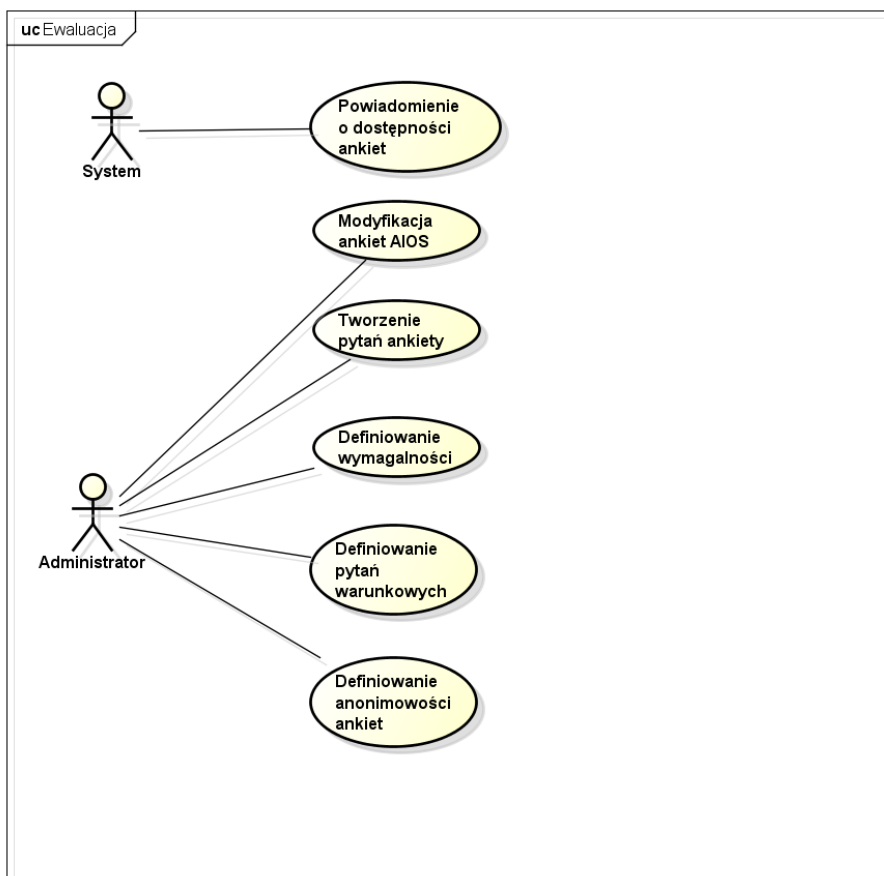 uc Ewaluacja
System
Powiadomienie
o dostępności
ankiet
Modyfikacja
ankiet AIOS
Tworzenie
pytań ankiety
Definiowanie
wymagalności
Administrator
Definiowanie
pytań
warunkowych
Definiowanie
anonimowości
ankiet